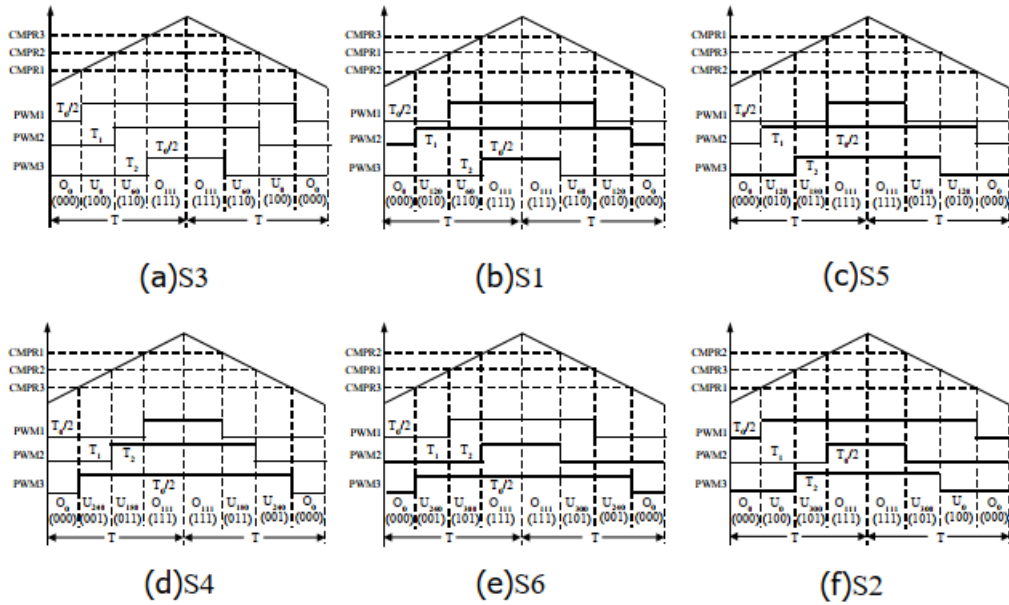 CMPR3
CMPR2
CMPR1
T₀/2
PWM1
T₁
PWM2
T₀/2
T₂
PWM3
O₀ U₀ U₆₀ O₁₁₁ O₁₁₁ U₆₀ U₀ O₀
(000) (100) (110) (111) (111) (110) (100) (000)
T T
(a)S3
CMPR3
CMPR1
CMPR2
T₀/2
PWM1
T₁
PWM2
T₀/2
T₂
PWM3
O₀ U₁₂₀ U₆₀ O₁₁₁ O₁₁₁ U₆₀ U₁₂₀ O₀
(000) (010) (110) (111) (111) (110) (010) (000)
T T
(b)S1
CMPR1
CMPR3
CMPR2
T₀/2
PWM1
T₁ T₀/2
PWM2
T₂
PWM3
O₀ U₁₂₀ U₁₈₀ O₁₁₁ O₁₁₁ U₁₈₀ U₁₂₀ O₀
(000) (010) (011) (111) (111) (011) (010) (000)
T T
(c)S5
CMPR1
CMPR2
CMPR3
T₀/2
PWM1
T₁ T₂
PWM2
PWM3
T₀/2
O₀ U₂₄₀ U₁₈₀ O₁₁₁ O₁₁₁ U₁₈₀ U₂₄₀ O₀
(000) (001) (011) (111) (111) (011) (001) (000)
T T
(d)S4
CMPR2
CMPR1
CMPR3
T₀/2
PWM1
T₁ T₂
PWM2
PWM3
T₀/2
O₀ U₂₄₀ U₃₀₀ O₁₁₁ O₁₁₁ U₃₀₀ U₂₄₀ O₀
(000) (001) (101) (111) (111) (101) (001) (000)
T T
(e)S6
CMPR2
CMPR3
CMPR1
T₀/2
PWM1
T₁ T₀/2
PWM2
T₂
PWM3
O₀ U₀ U₃₀₀ O₁₁₁ O₁₁₁ U₃₀₀ U₀ O₀
(000) (100) (101) (111) (111) (101) (100) (000)
T T
(f)S2